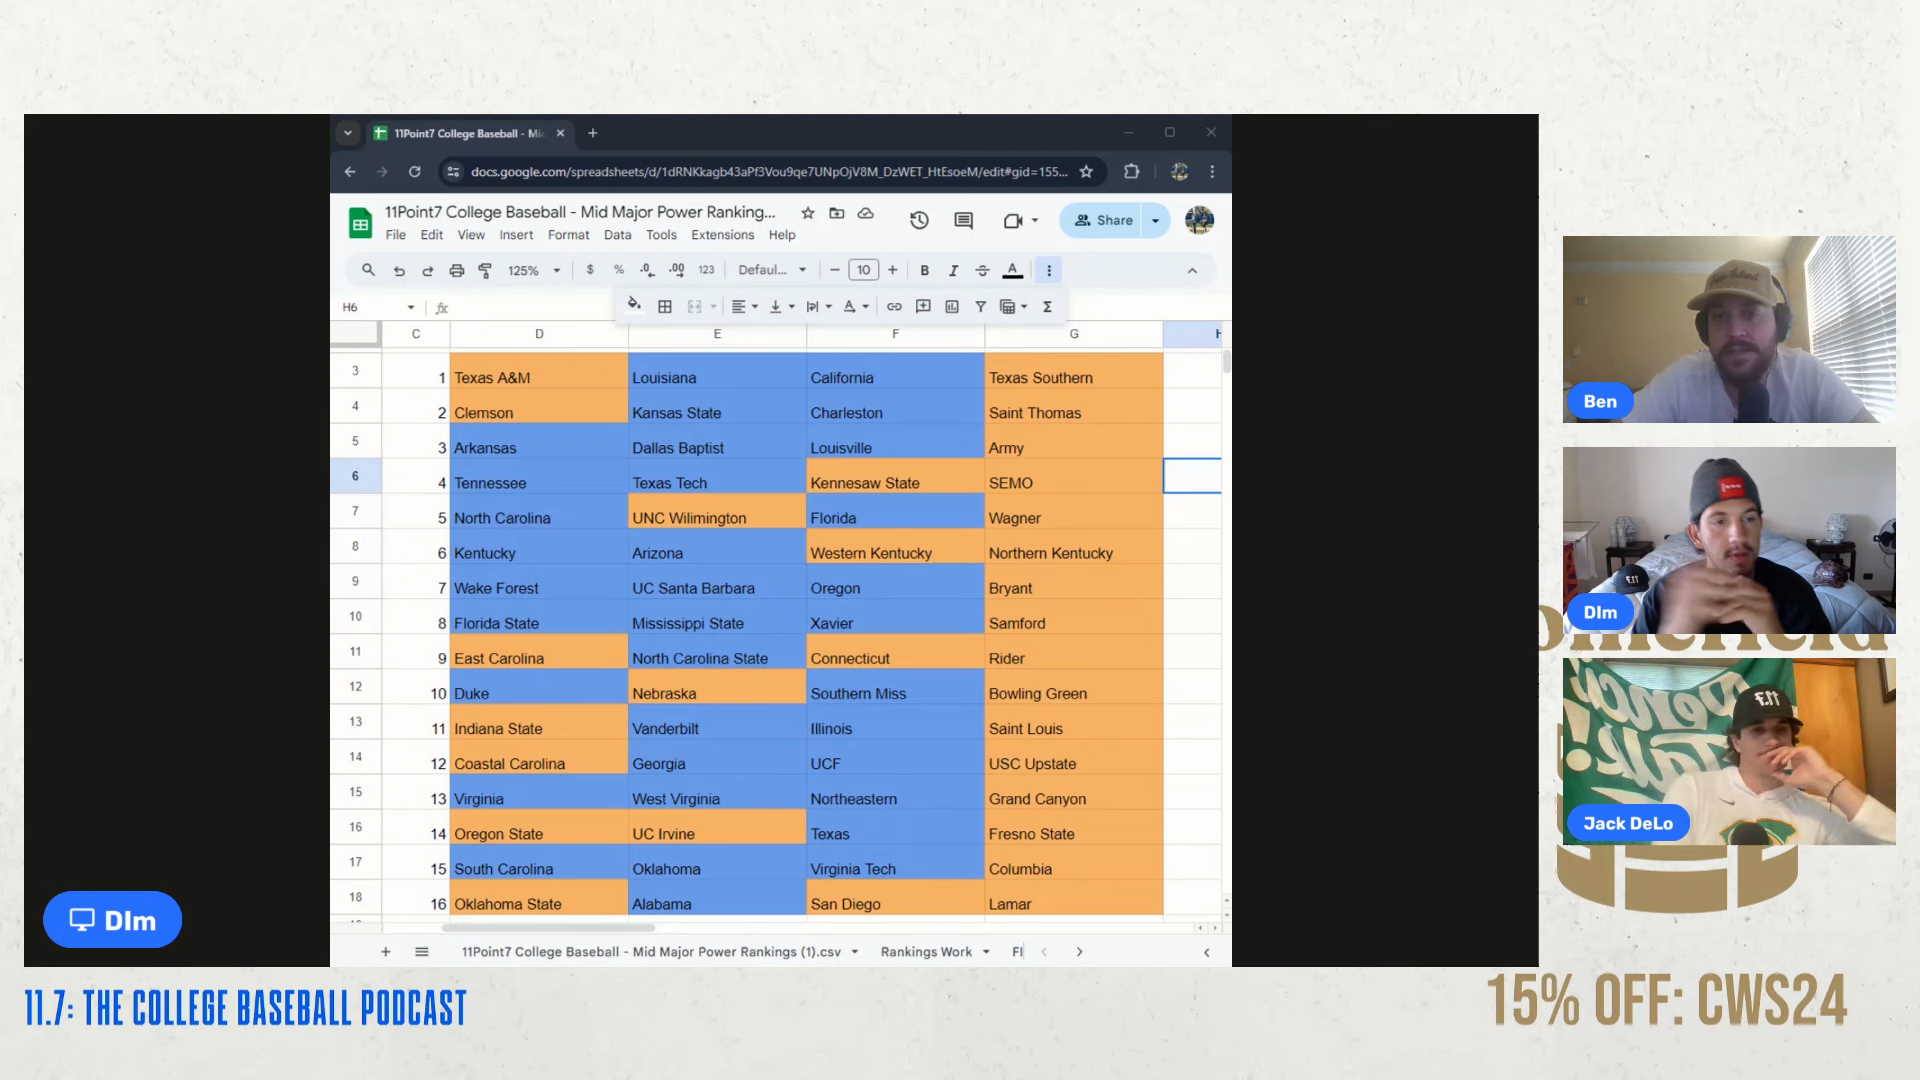 11Point7 College Baseball - Mi
docs.google.com/spreadsheets/d/1dRNKkagb43aPf3Vou9qe7UNpOjV8M_DzWET_HtEsoeM/edit#gid=155...
11Point7 College Baseball - Mid Major Power Ranking...
Share
File Edit View Insert Format Data Tools Extensions Help
125% $ % .0 .00 123 Defaul... 10 B I A
H6 fx
C D E F G H
3 1 Texas A&M Louisiana California Texas Southern
4 2 Clemson Kansas State Charleston Saint Thomas
5 3 Arkansas Dallas Baptist Louisville Army
6 4 Tennessee Texas Tech Kennesaw State SEMO
7 5 North Carolina UNC Wilimington Florida Wagner
8 6 Kentucky Arizona Western Kentucky Northern Kentucky
9 7 Wake Forest UC Santa Barbara Oregon Bryant
10 8 Florida State Mississippi State Xavier Samford
11 9 East Carolina North Carolina State Connecticut Rider
12 10 Duke Nebraska Southern Miss Bowling Green
13 11 Indiana State Vanderbilt Illinois Saint Louis
14 12 Coastal Carolina Georgia UCF USC Upstate
15 13 Virginia West Virginia Northeastern Grand Canyon
16 14 Oregon State UC Irvine Texas Fresno State
17 15 South Carolina Oklahoma Virginia Tech Columbia
18 16 Oklahoma State Alabama San Diego Lamar
11Point7 College Baseball - Mid Major Power Rankings (1).csv Rankings Work
Ben
Dlm
Jack DeLo
Dlm
11.7: THE COLLEGE BASEBALL PODCAST
15% OFF: CWS24